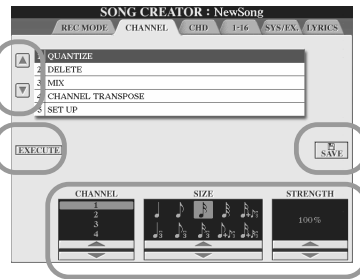 SONG CREATOR : NewSong
REC MODE CHANNEL CHD 1-16 SYS/EX. LYRICS
1 QUANTIZE
2 DELETE
3 MIX
4 CHANNEL TRANSPOSE
5 SET UP
EXECUTE
SAVE
CHANNEL SIZE STRENGTH
1
2
3
4
100%